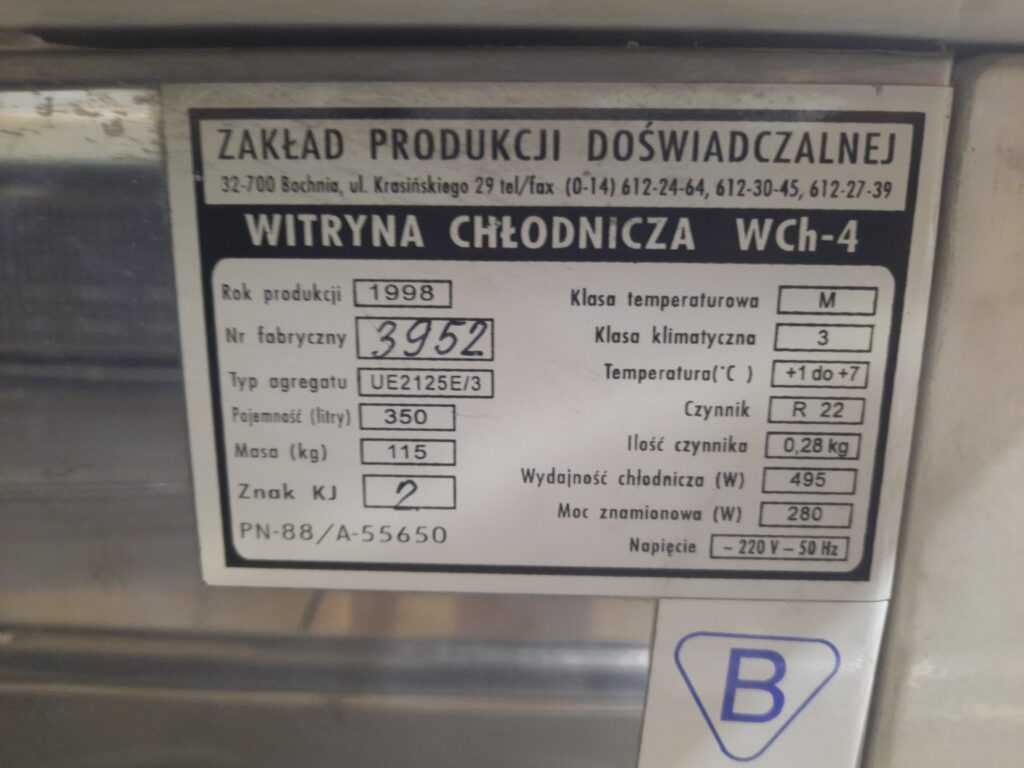 ZAKŁAD PRODUKCJI DOŚWIADCZALNEJ
32-700 Bochnia, ul. Krasińskiego 29 tel/fax (0-14) 612-24-64, 612-30-45, 612-27-39
WITRYNA CHŁODNICZA WCh-4
Rok produkcji 1998
Nr fabryczny 3952
Typ agregatu UE2125E/3
Pojemność (litry) 350
Masa (kg) 115
Znak KJ 2
PN-88/A-55650
Klasa temperaturowa M
Klasa klimatyczna 3
Temperatura(°C ) +1 do +7
Czynnik R 22
Ilość czynnika 0,28 kg
Wydajność chłodnicza (W) 495
Moc znamionowa (W) 280
Napięcie ~ 220 V – 50 Hz
B